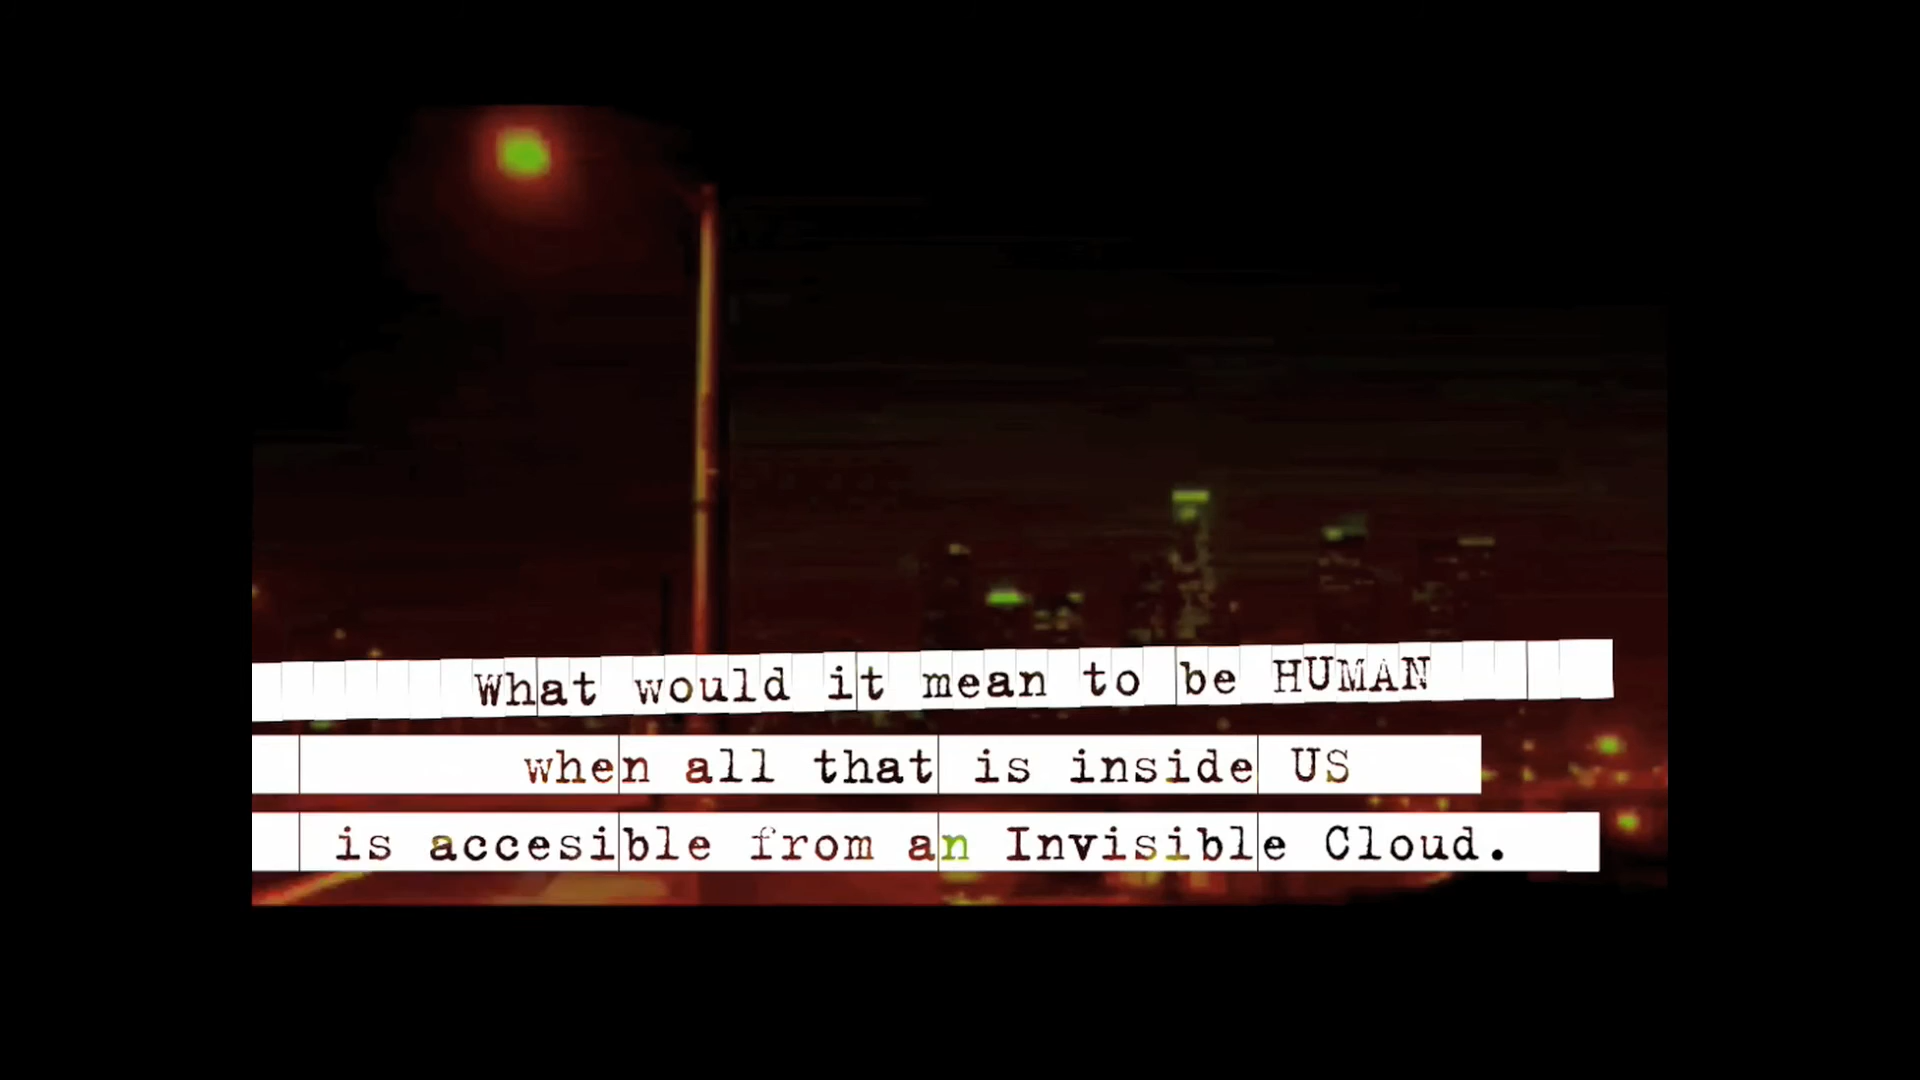 What would it mean to be HUMAN
when all that is inside US
is accesible from an Invisible Cloud.